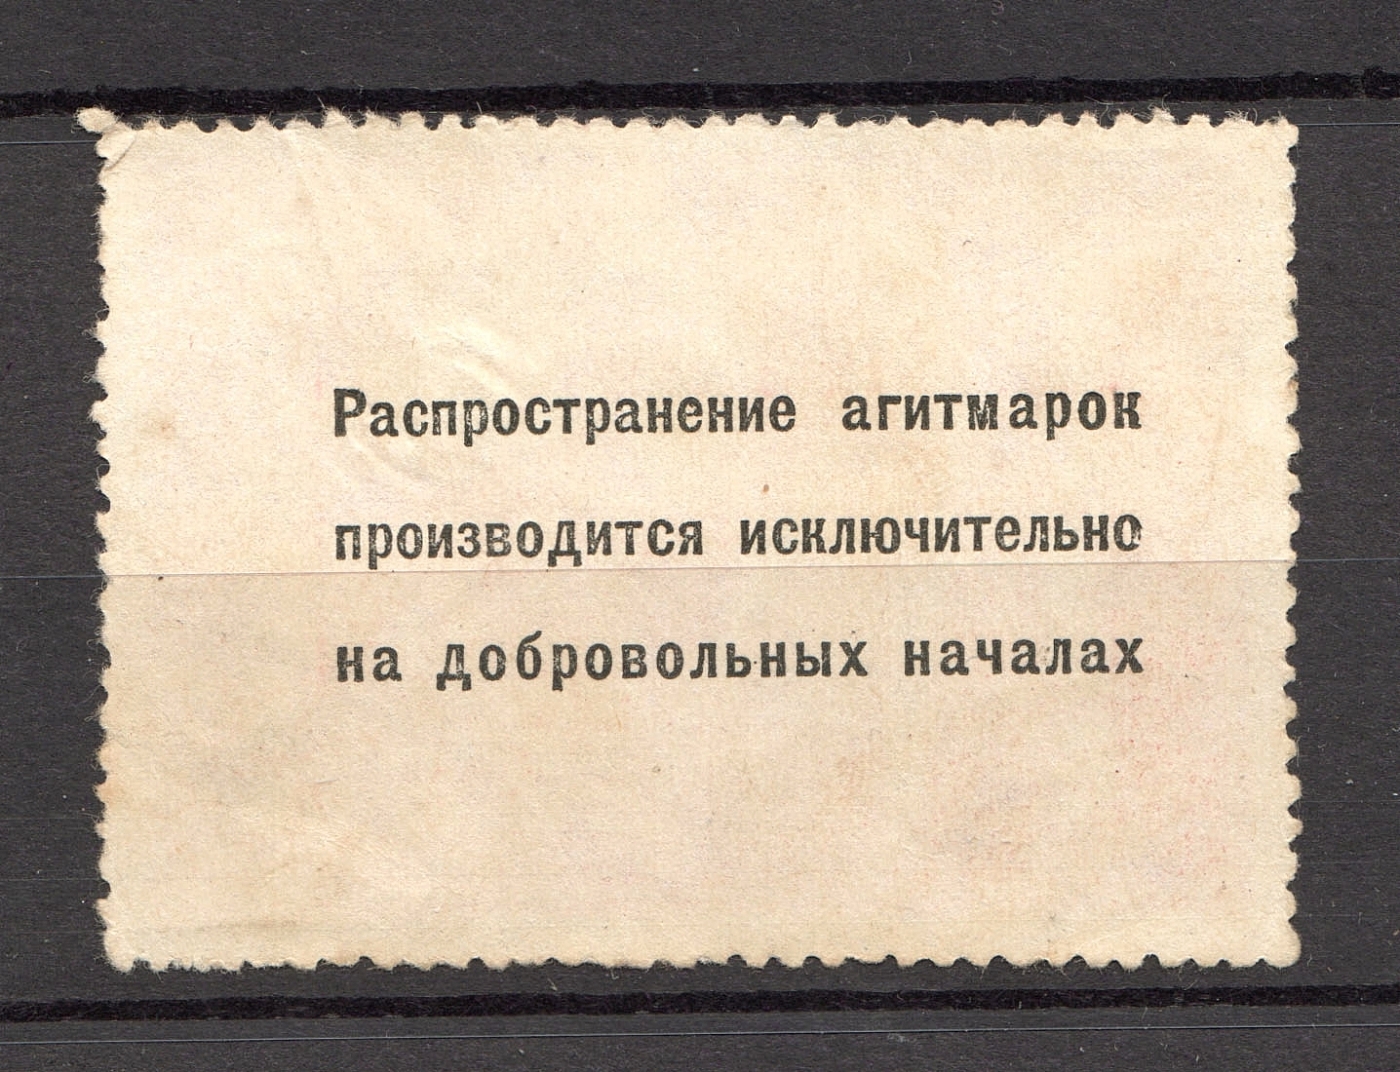 Распространение агитмарок
производится исключительно
на добровольных началах